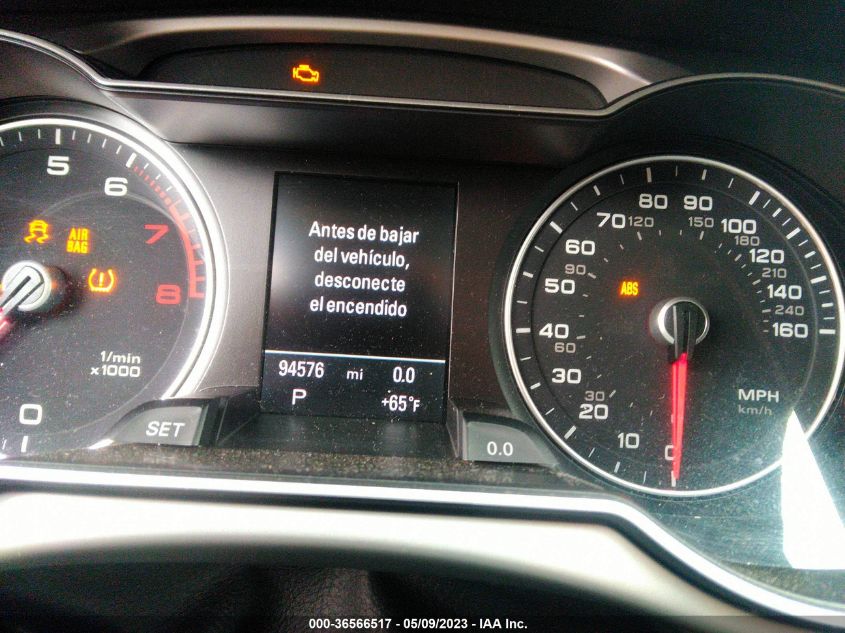 5
6
7
8
AIR
BAG
1/min
x1000
0
SET
Antes de bajar
del vehículo,
desconecte
el encendido
94576 mi 0.0
P +65°F
0.0
ABS
0
10
20
30
40
50
60
70
80
90
100
120
140
160
30
60
90
120
150
180
210
240
MPH
km/h
000-36566517 - 05/09/2023 - IAA Inc.